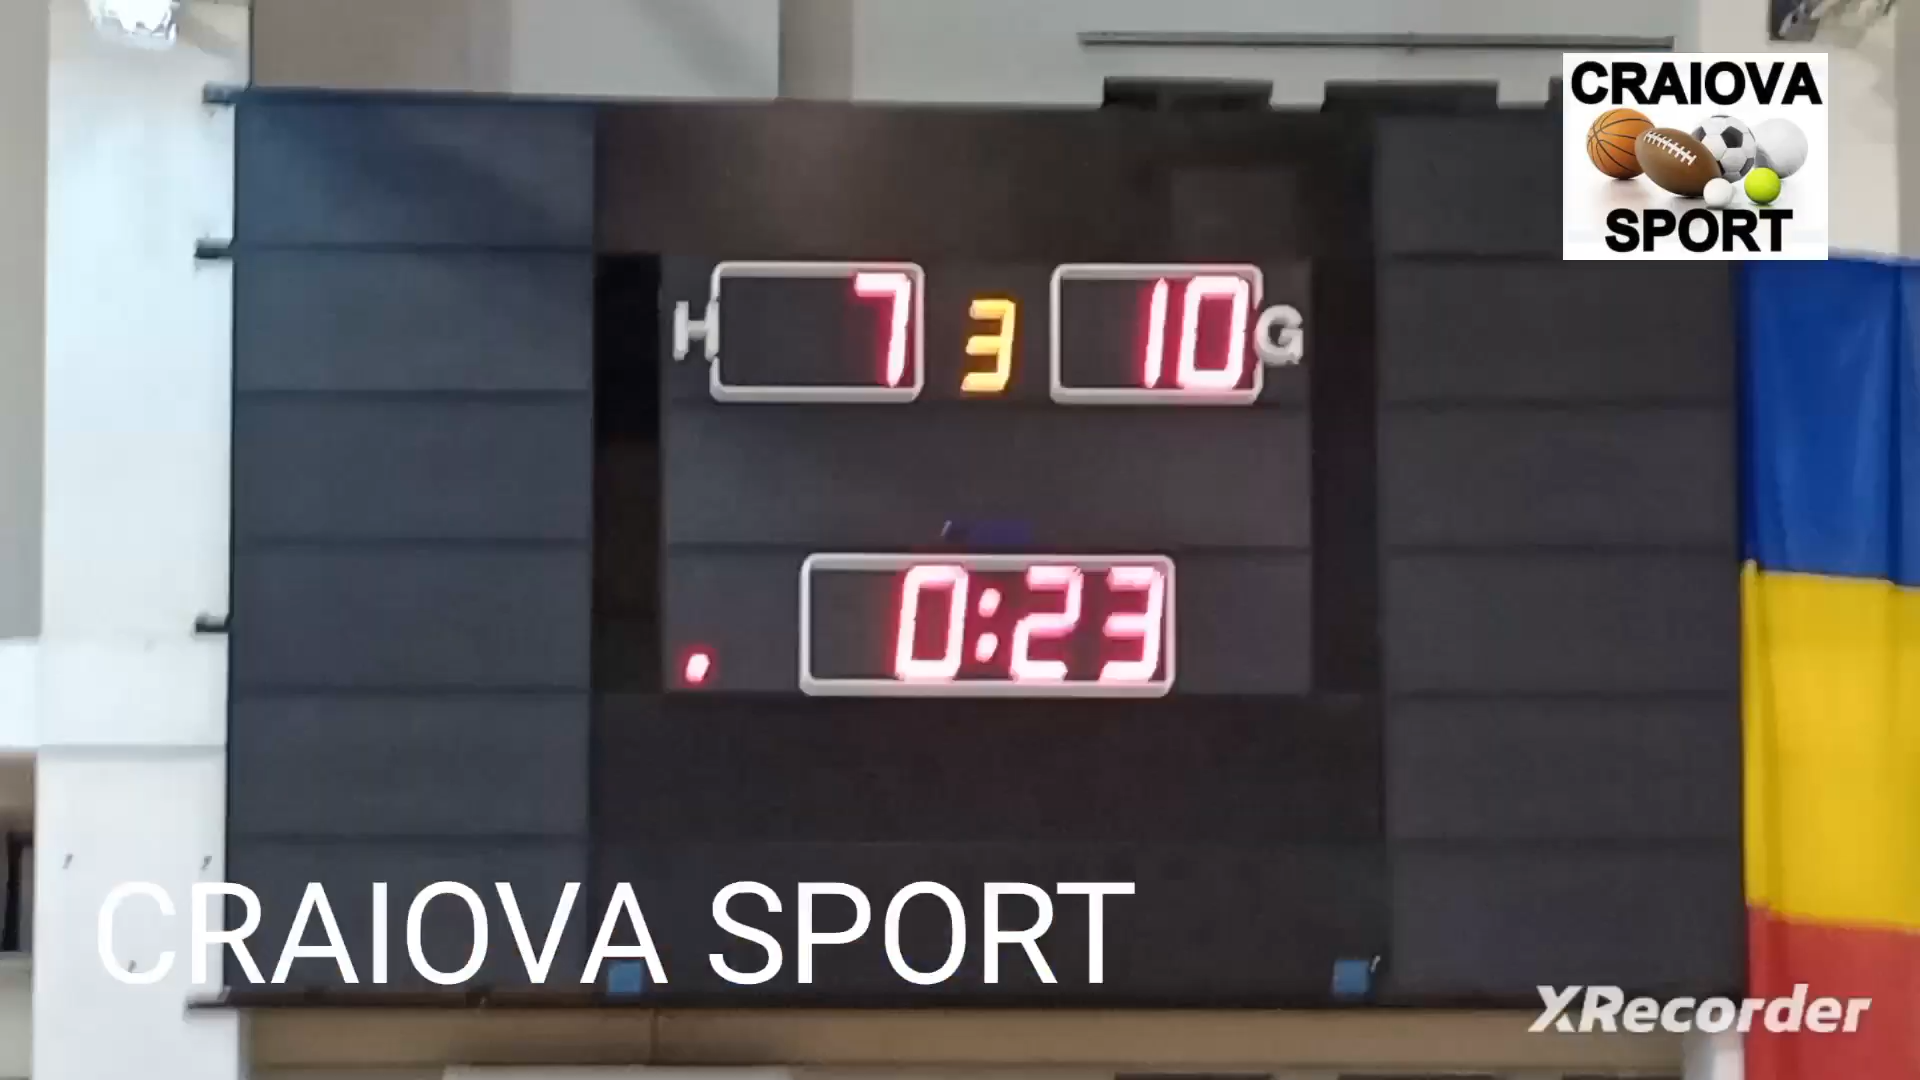 CRAIOVA
SPORT
H 7 3 10 G
0:23
CRAIOVA SPORT
XRecorder